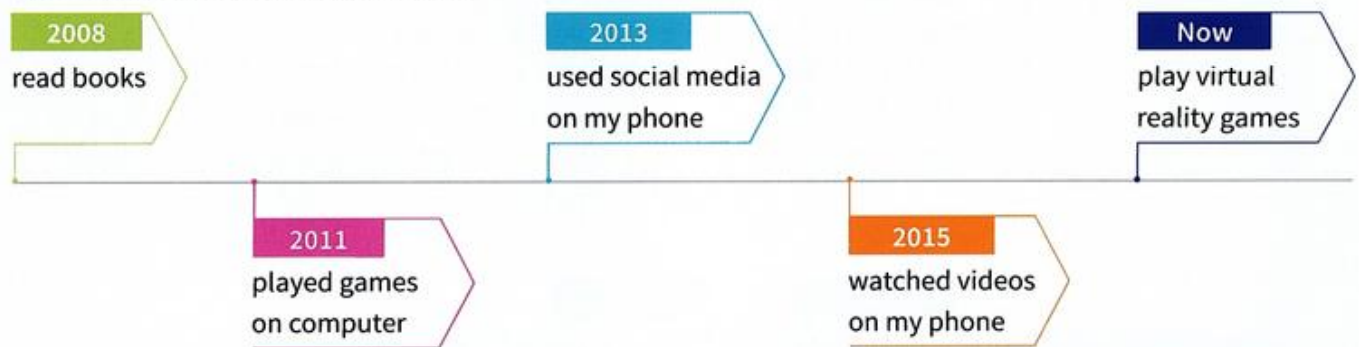 2008
read books
2011
played games
on computer
2013
used social media
on my phone
2015
watched videos
on my phone
Now
play virtual
reality games